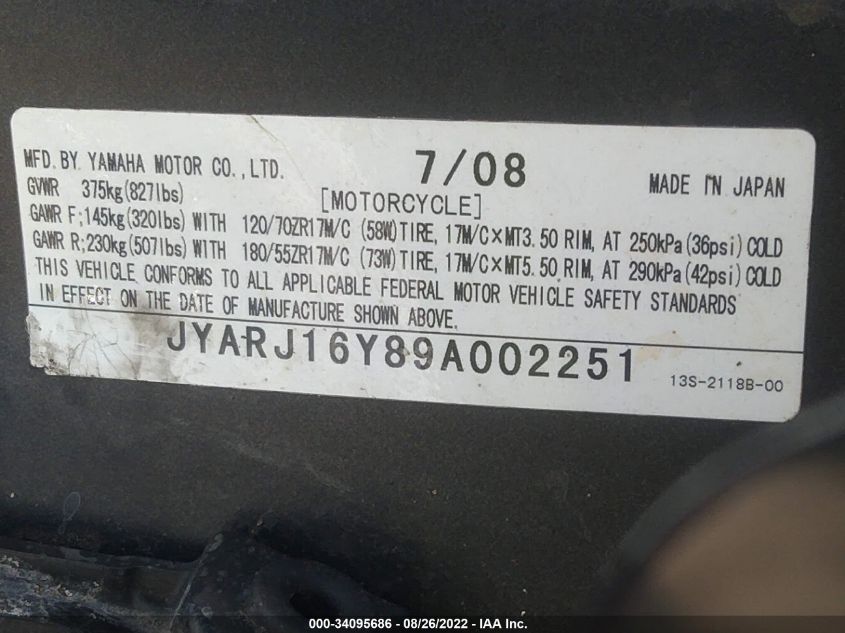 MFD. BY YAMAHA MOTOR CO., LTD. 7/08 MADE IN JAPAN
GVWR 375kg(827lbs) [MOTORCYCLE]
GAWR F;145kg(320lbs) WITH 120/70ZR17M/C (58W)TIRE, 17M/C×MT3.50 RIM, AT 250kPa(36psi)COLD
GAWR R;230kg(507lbs) WITH 180/55ZR17M/C (73W)TIRE, 17M/C×MT5.50 RIM, AT 290kPa(42psi)COLD
THIS VEHICLE CONFORMS TO ALL APPLICABLE FEDERAL MOTOR VEHICLE SAFETY STANDARDS
IN EFFECT ON THE DATE OF MANUFACTURE SHOWN ABOVE.
JYARJ16Y89A002251 13S-2118B-00
000-34095686 - 08/26/2022 - IAA Inc.